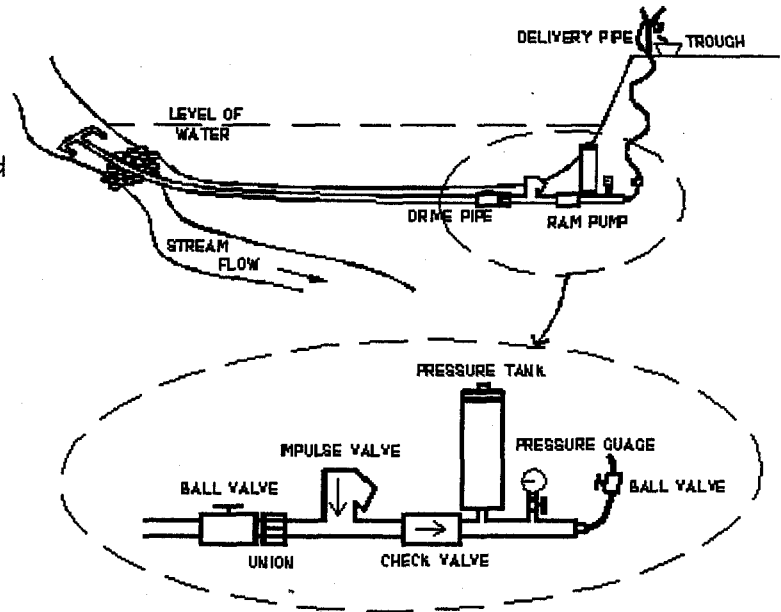 DELIVERY PIPE
TROUGH
LEVEL OF
WATER
DRIVE PIPE
RAM PUMP
STREAM
FLOW
PRESSURE TANK
IMPULSE VALVE
PRESSURE GUAGE
BALL VALVE
BALL VALVE
UNION
CHECK VALVE